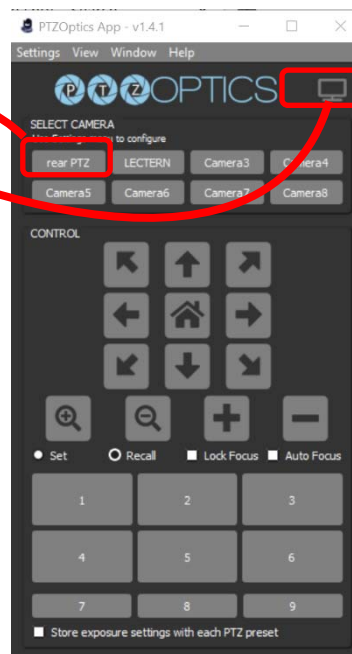 PTZOptics App - v1.4.1
Settings View Window Help
PTZOPTICS
SELECT CAMERA
menu to configure
rear PTZ LECTERN Camera3 Camera4
Camera5 Camera6 Camera7 Camera8
CONTROL
Set Recall Lock Focus Auto Focus
1 2 3
4 5 6
7 8 9
Store exposure settings with each PTZ preset